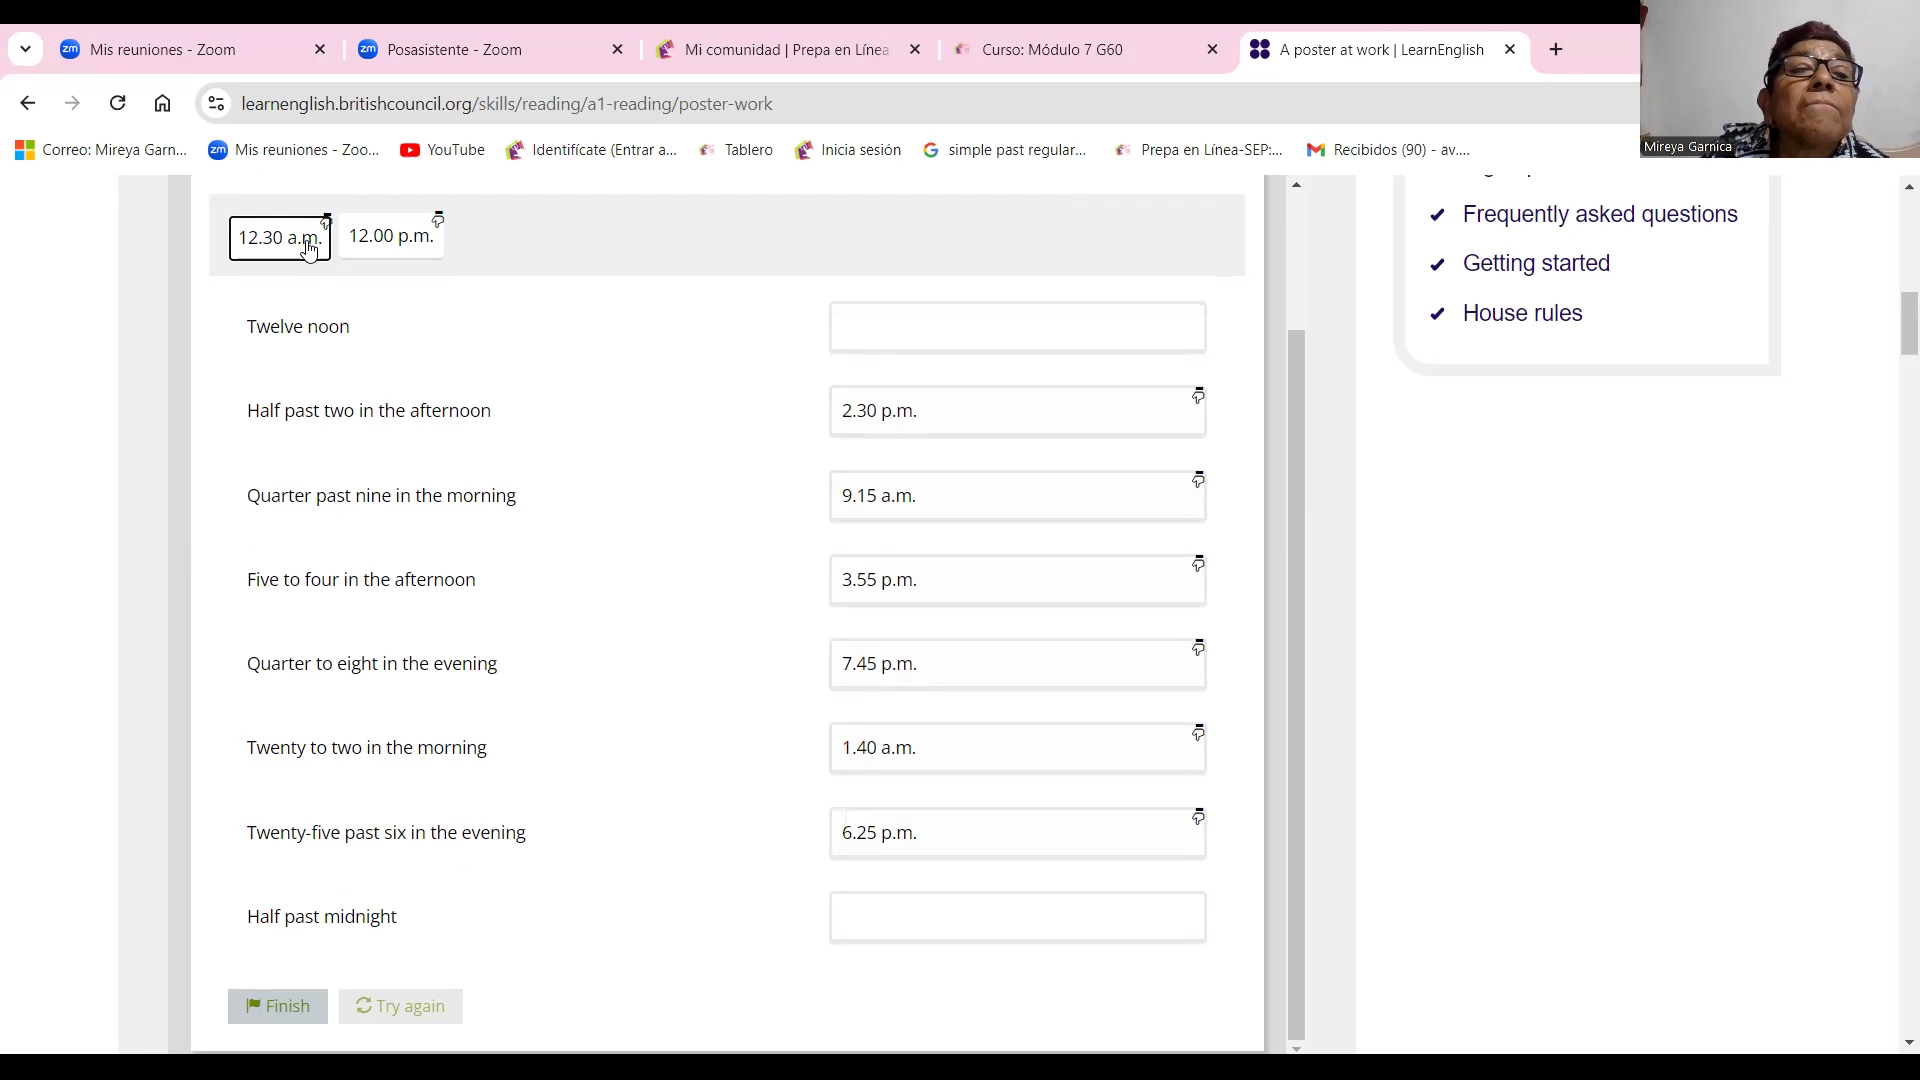 Mis reuniones - Zoom
Posasistente - Zoom
Mi comunidad | Prepa en Línea
Curso: Módulo 7 G60
A poster at work | LearnEnglish
learnenglish.britishcouncil.org/skills/reading/a1-reading/poster-work
Correo: Mireya Garn...
Mis reuniones - Zoo...
YouTube
Identifícate (Entrar a...
Tablero
Inicia sesión
simple past regular...
Prepa en Línea-SEP:...
Recibidos (90) - av....
Mireya Garnica
12.30 a.m.
12.00 p.m.
Twelve noon
Half past two in the afternoon
2.30 p.m.
Quarter past nine in the morning
9.15 a.m.
Five to four in the afternoon
3.55 p.m.
Quarter to eight in the evening
7.45 p.m.
Twenty to two in the morning
1.40 a.m.
Twenty-five past six in the evening
6.25 p.m.
Half past midnight
Finish
Try again
Frequently asked questions
Getting started
House rules